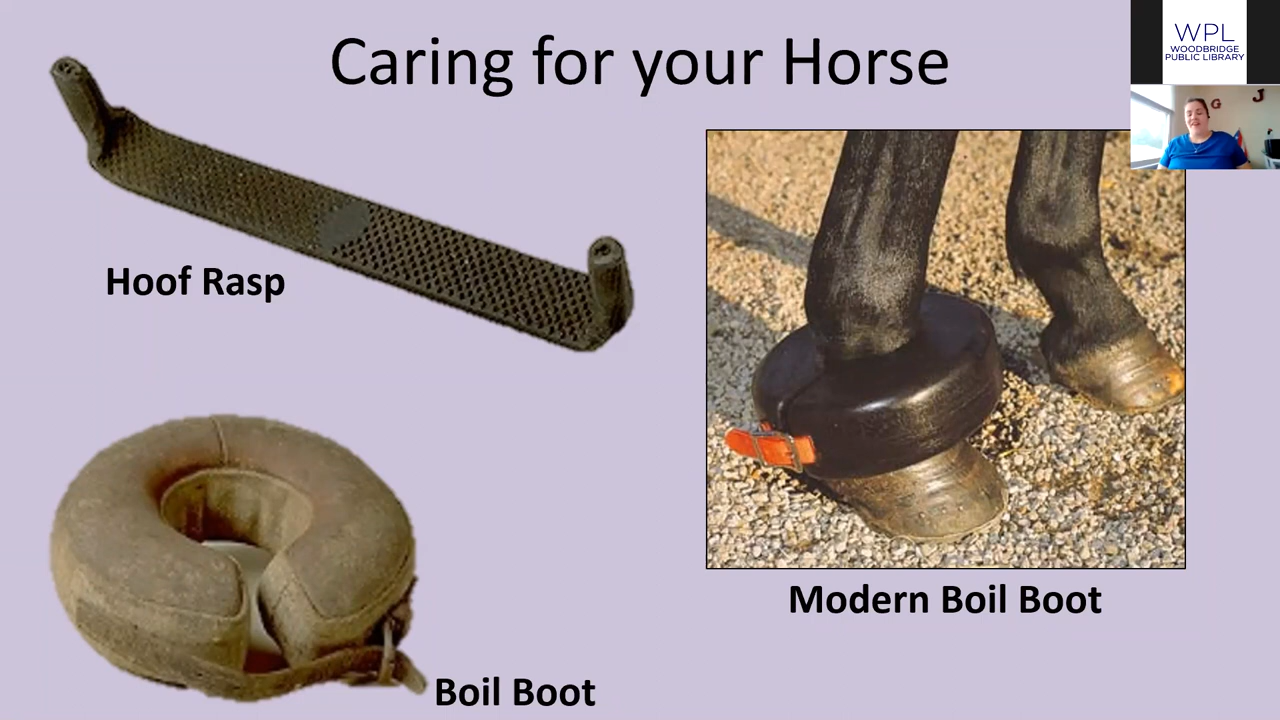 Caring for your Horse
WPL
WOODBRIDGE
PUBLIC LIBRARY
G J
Hoof Rasp
Modern Boil Boot
Boil Boot